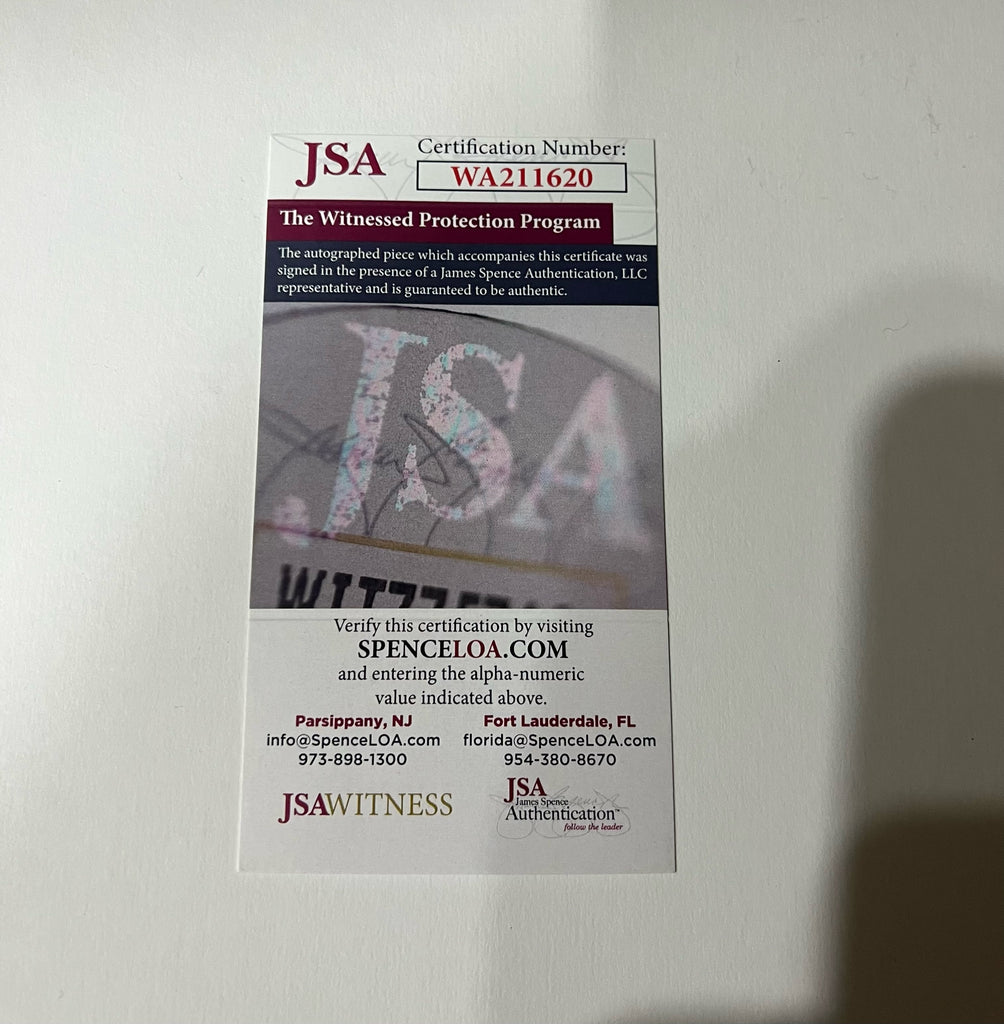 JSA
Certification Number:
WA211620
The Witnessed Protection Program
The autographed piece which accompanies this certificate was
signed in the presence of a James Spence Authentication, LLC
representative and is guaranteed to be authentic.
JSA
Verify this certification by visiting
SPENCELOA.COM
and entering the alpha-numeric
value indicated above.
Parsippany, NJ
info@SpenceLOA.com
973-898-1300
Fort Lauderdale, FL
florida@SpenceLOA.com
954-380-8670
JSAWITNESS
JSA
James Spence
Authentication™
follow the leader